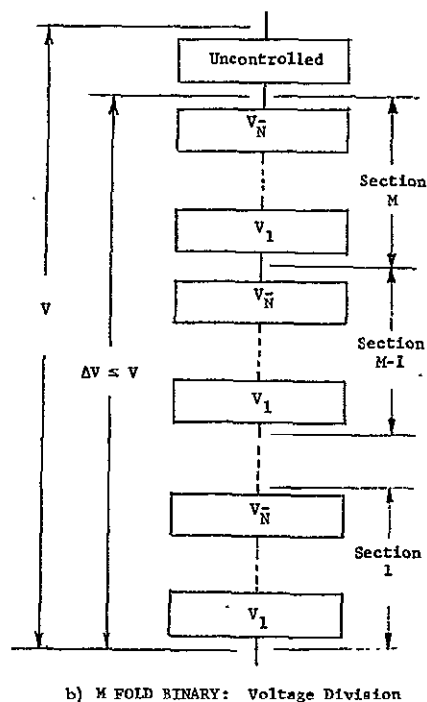 Uncontrolled
V_N̄
Section
M
V_1
V
V_N̄
Section
M-1
ΔV ≤ V
V_1
V_N̄
Section
1
V_1
b) M FOLD BINARY: Voltage Division